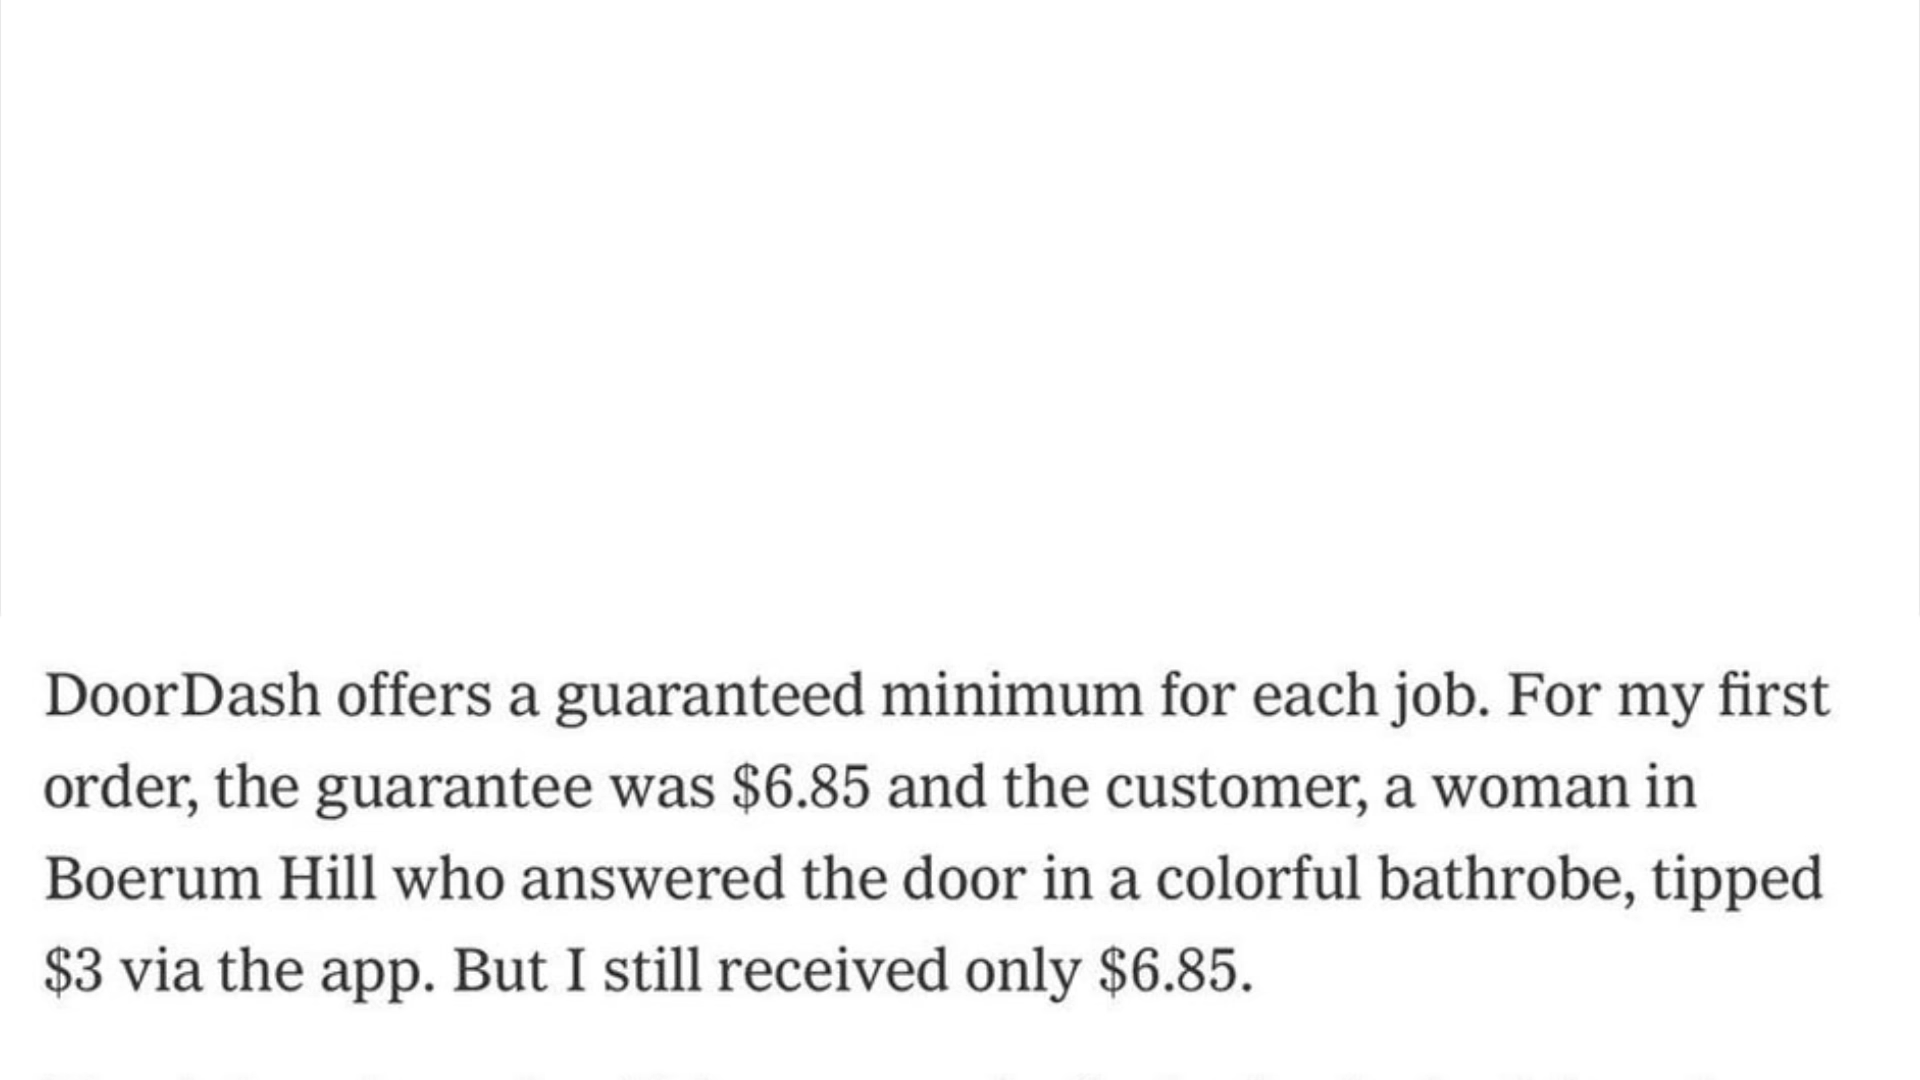 DoorDash offers a guaranteed minimum for each job. For my first
order, the guarantee was $6.85 and the customer, a woman in
Boerum Hill who answered the door in a colorful bathrobe, tipped
$3 via the app. But I still received only $6.85.